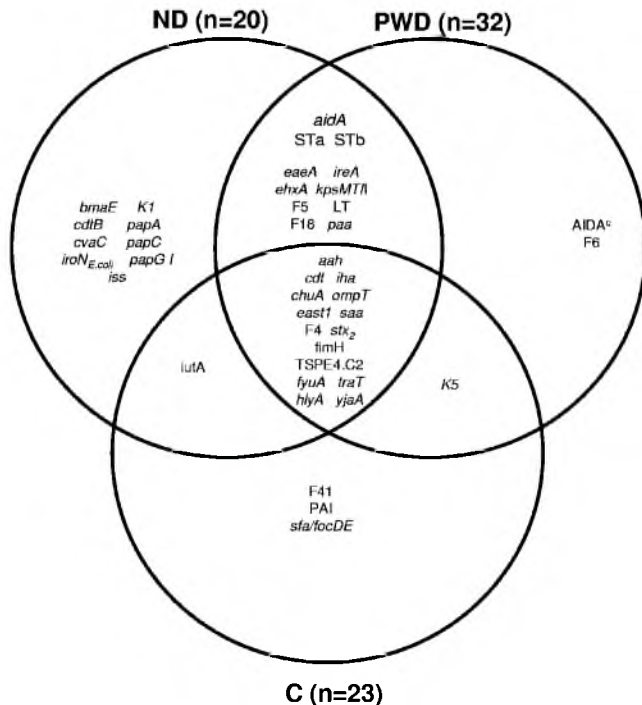 ND (n=20) PWD (n=32)
aidA
STa STb
eaeA ireA
ehxA kpsMTII
F5 LT
F18 paa
bmaE K1
cdtB papA
cvaC papC
iroNE.coli papG I
iss
AIDAc
F6
aah
cdt iha
chuA ompT
east1 saa
F4 stx2
fimH
TSPE4.C2
fyuA traT
hlyA yjaA
iutA
K5
F41
PAI
sfa/focDE
C (n=23)